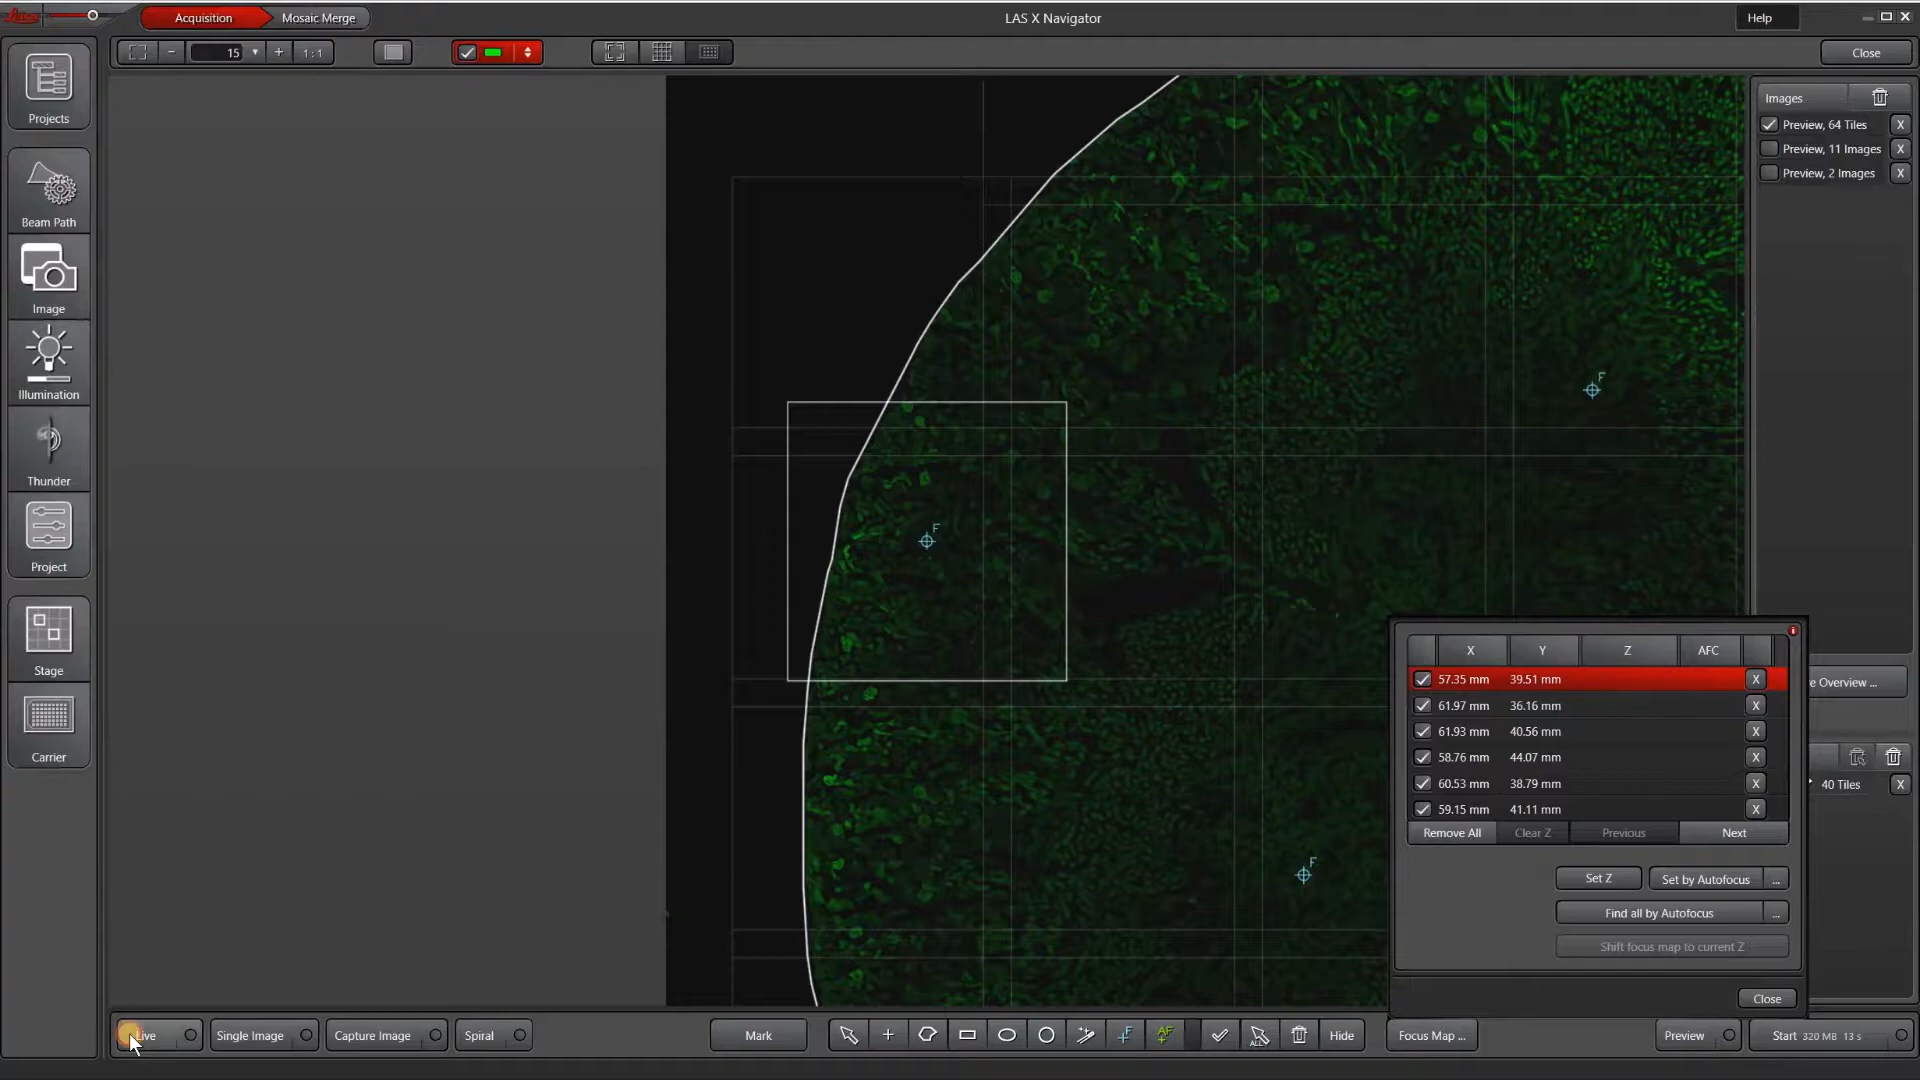 Leica
Acquisition
Mosaic Merge
LAS X Navigator
Help
15
1:1
Close
Projects
Beam Path
Image
Illumination
Thunder
Project
Stage
Carrier
Images
Preview, 64 Tiles X
Preview, 11 Images X
Preview, 2 Images X
F
F
F
X Y Z AFC
57.35 mm 39.51 mm X
61.97 mm 36.16 mm X
61.93 mm 40.56 mm X
58.76 mm 44.07 mm X
60.53 mm 38.79 mm X
59.15 mm 41.11 mm X
Remove All Clear Z Previous Next
Set Z Set by Autofocus ...
Find all by Autofocus ...
Shift focus map to current Z
Close
e Overview ...
40 Tiles X
ive
Single Image
Capture Image
Spiral
Mark
F
AF
ALL
Hide
Focus Map ...
Preview
Start 320 MB 13 s